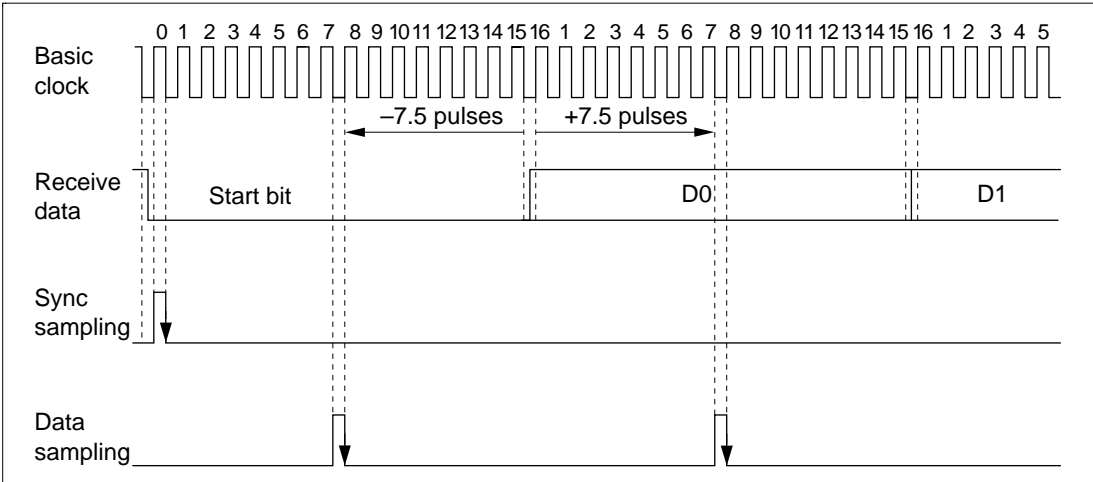 0 1 2 3 4 5 6 7 8 9 10 11 12 13 14 15 16 1 2 3 4 5 6 7 8 9 10 11 12 13 14 15 16 1 2 3 4 5
Basic
clock
–7.5 pulses +7.5 pulses
Receive
data
Start bit D0 D1
Sync
sampling
Data
sampling